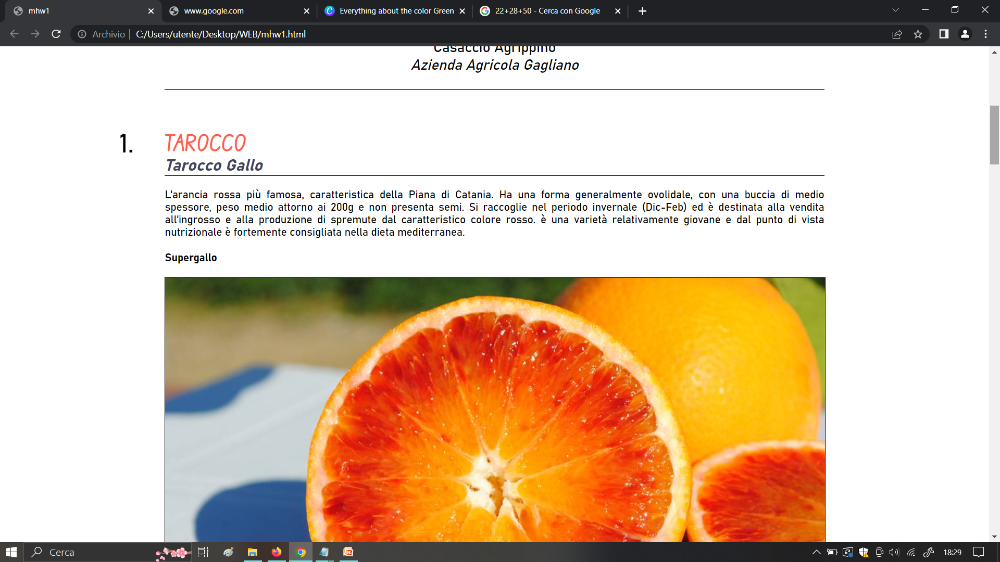 mhw1
www.google.com
Everything about the color Green
22+28+50 - Cerca con Google
Archivio
C:/Users/utente/Desktop/WEB/mhw1.html
Casaccio Agrippino
Azienda Agricola Gagliano
1. TAROCCO
Tarocco Gallo
L'arancia rossa più famosa, caratteristica della Piana di Catania. Ha una forma generalmente ovolidale, con una buccia di medio
spessore, peso medio attorno ai 200g e non presenta semi. Si raccoglie nel periodo invernale (Dic-Feb) ed è destinata alla vendita
all'ingrosso e alla produzione di spremute dal caratteristico colore rosso. è una varietà relativamente giovane e dal punto di vista
nutrizionale è fortemente consigliata nella dieta mediterranea.
Supergallo
Cerca
18:29